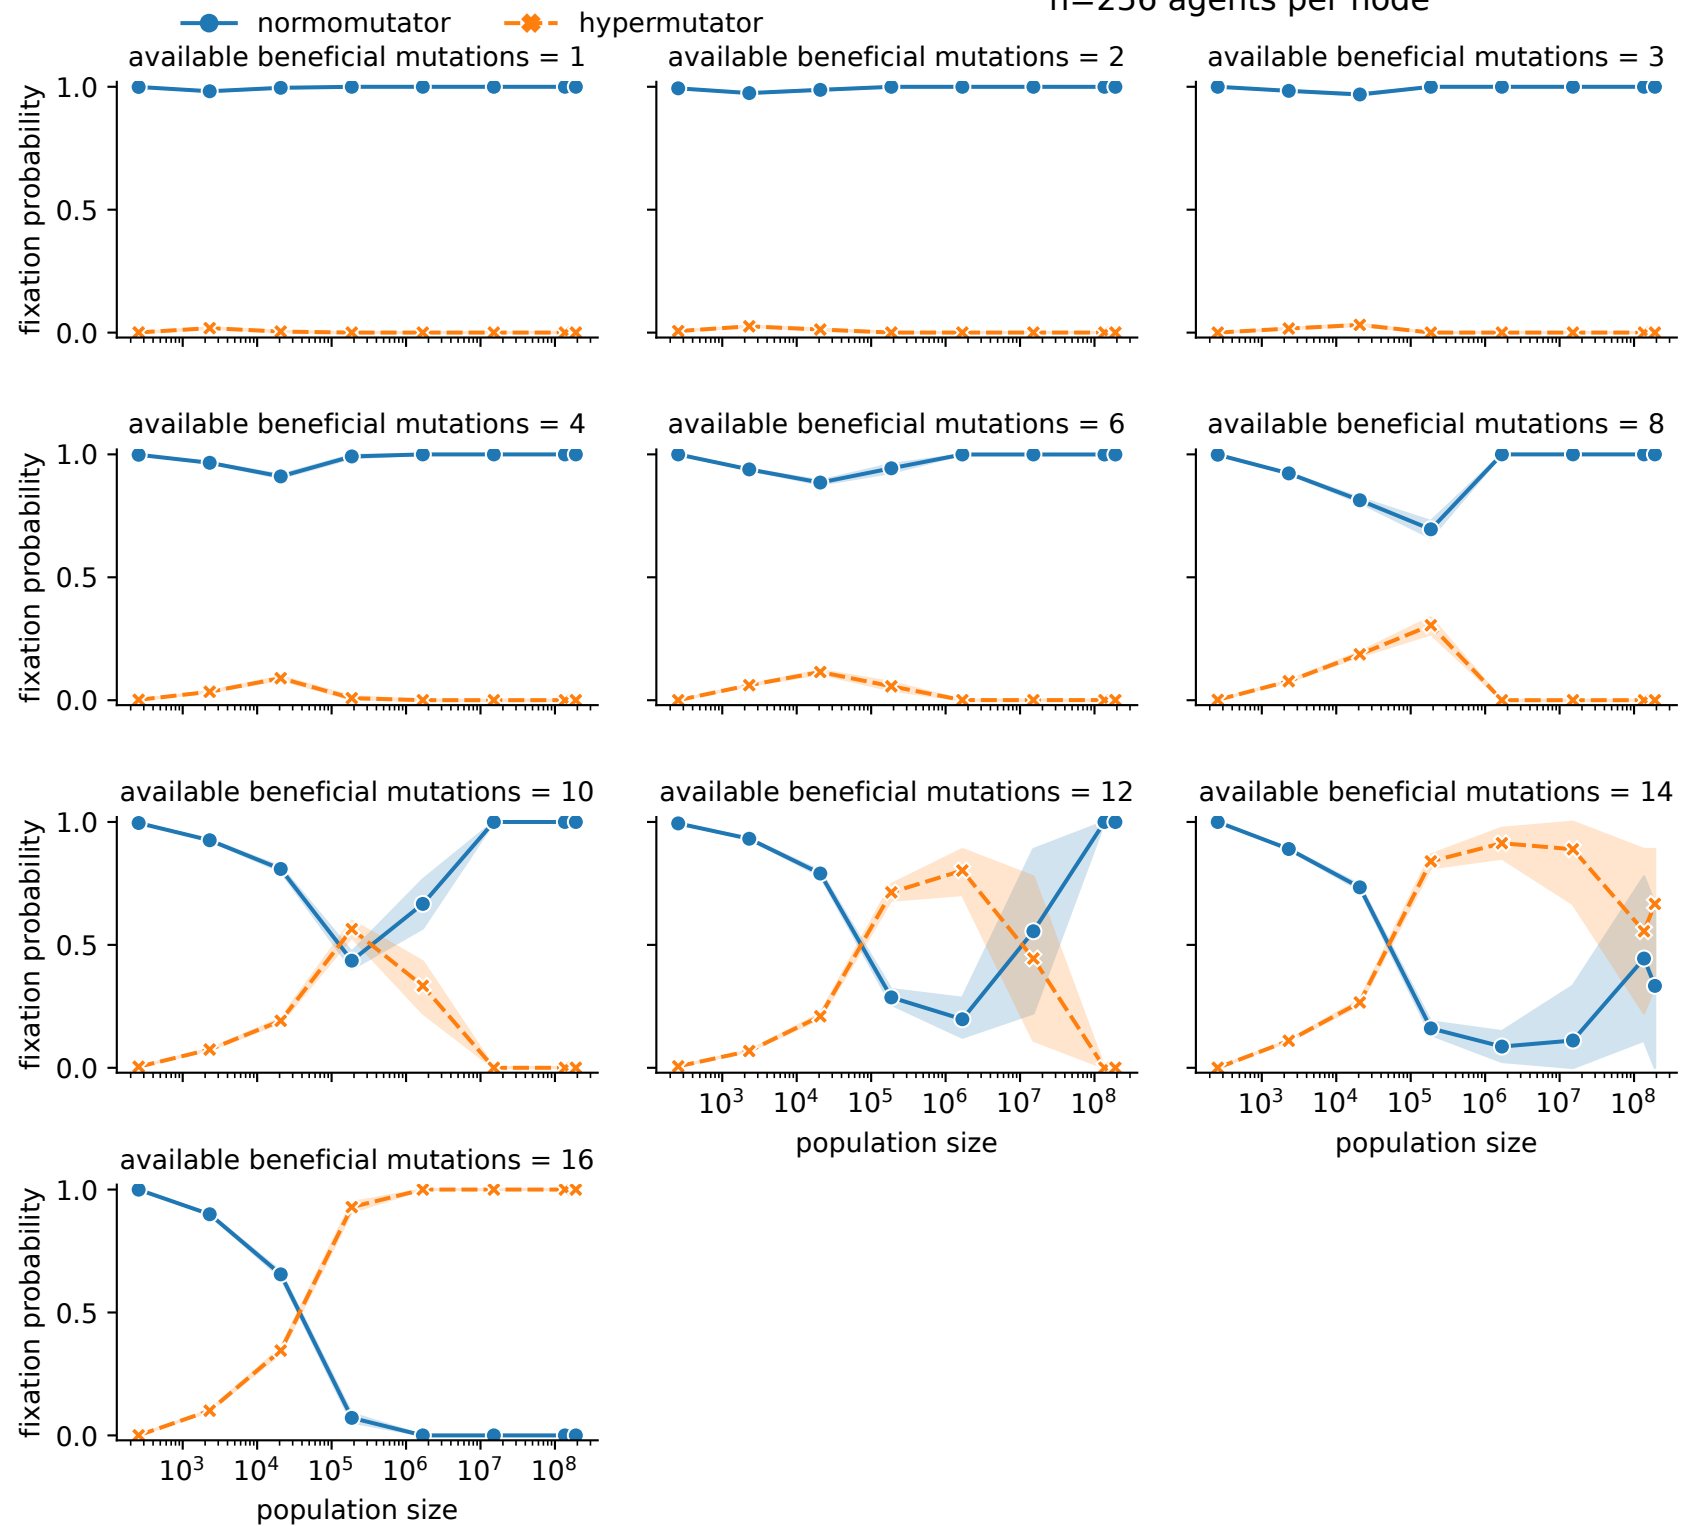 n=256 agents per node
normomutator hypermutator
available beneficial mutations = 1 available beneficial mutations = 2 available beneficial mutations = 3
fixation probability
1.0
0.5
0.0
available beneficial mutations = 4 available beneficial mutations = 6 available beneficial mutations = 8
fixation probability
1.0
0.5
0.0
available beneficial mutations = 10 available beneficial mutations = 12 available beneficial mutations = 14
fixation probability
1.0
0.5
0.0
10³ 10⁴ 10⁵ 10⁶ 10⁷ 10⁸ 10³ 10⁴ 10⁵ 10⁶ 10⁷ 10⁸
population size population size
available beneficial mutations = 16
fixation probability
1.0
0.5
0.0
10³ 10⁴ 10⁵ 10⁶ 10⁷ 10⁸
population size